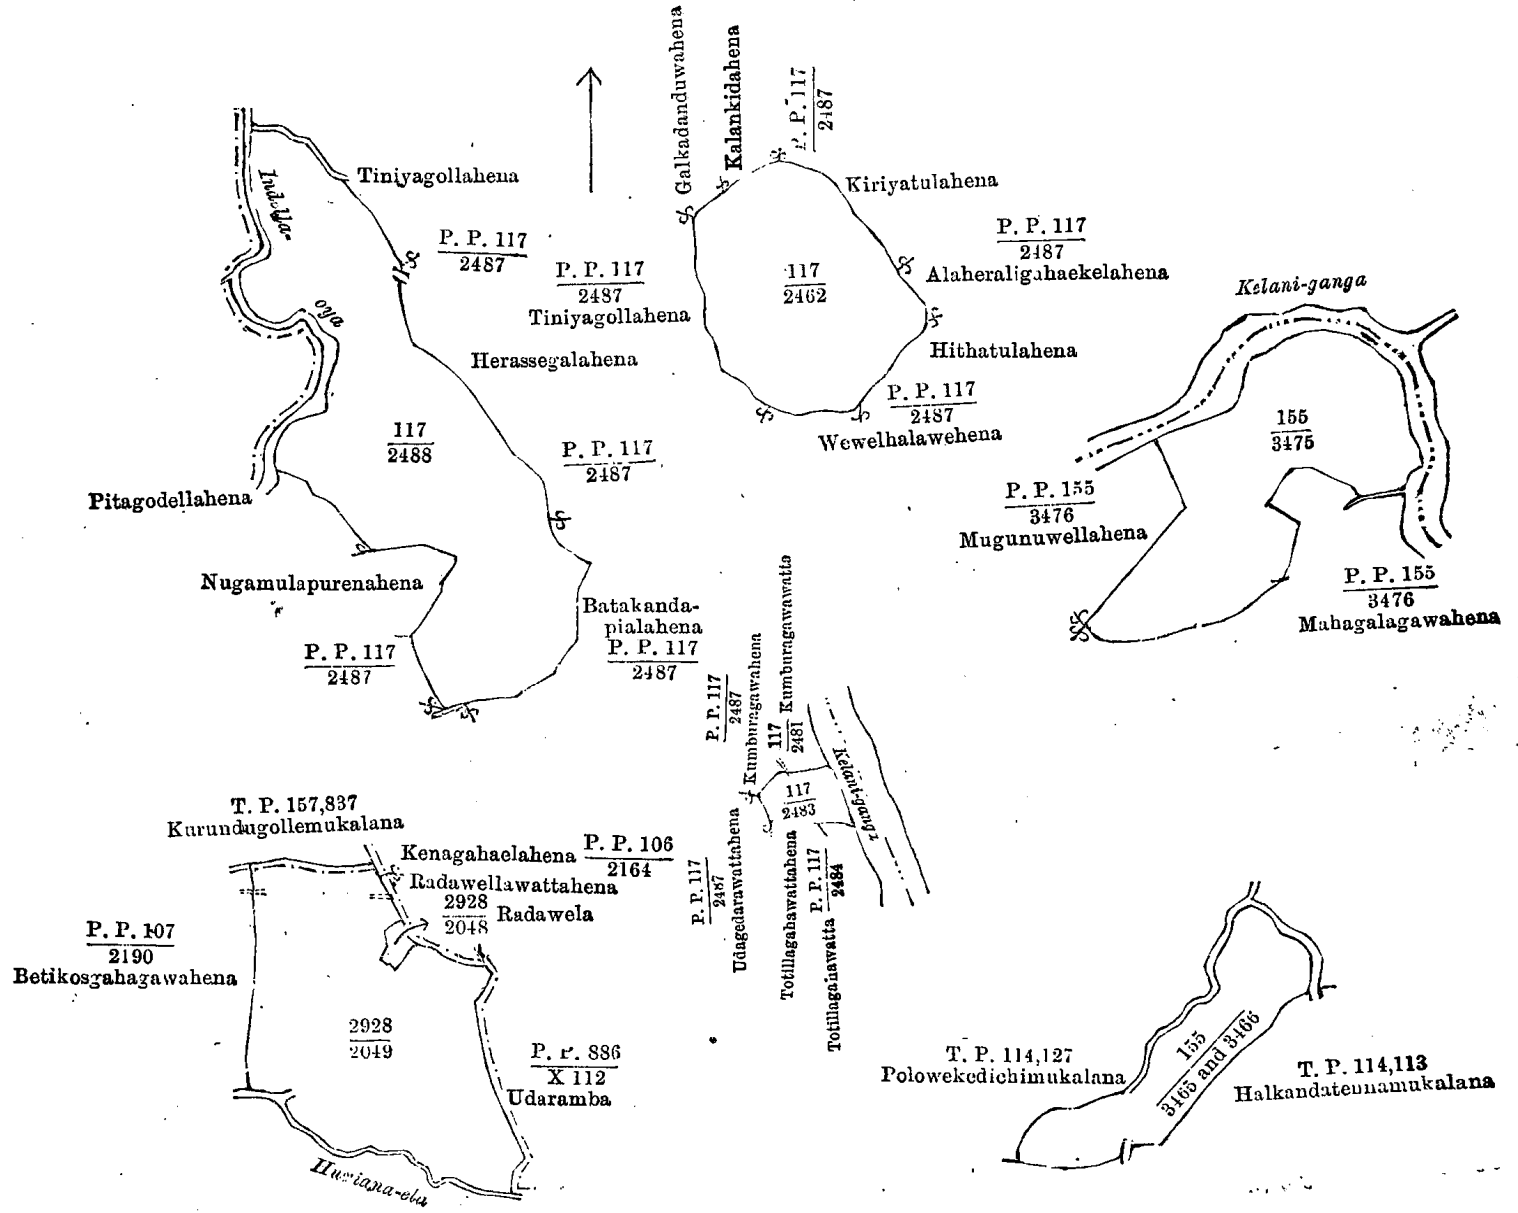 Galkadanduwahena
Kalankidahena
P. P. 117
2487
Tiniyagollahena
Kiriyatulahena
P. P. 117
2487
P. P. 117
2487
Tiniyagollahena
117
2462
P. P. 117
2487
Alaheraligahaekelahena
Hithatulahena
P. P. 117
2487
Wewelhalawehena
oya
Herassegalahena
117
2488
P. P. 117
2487
Pitagodellahena
Nugamulapurenahena
P. P. 117
2487
Batakanda-
pialahena
P. P. 117
2487
Kelani-ganga
155
3475
P. P. 155
3476
Mugunuwellahena
P. P. 155
3476
Mahagalagawahena
P. P. 117
2487
Kumburagawahena
117
2481
Kumburagawawatta
117
2483
Kelani-ganga
P. P. 117
2487
Udagedarawattahena
Totillagahawattahena
P. P. 117
2484
T. P. 157,837
Kurundugollemukalana
Kenagahaelahena P. P. 106
2164
Radawellawattahena
2928
2048
Radawela
P. P. 107
2190
Betikosgahagawahena
2928
2049
P. P. 886
X 112
Udaramba
T. P. 114,127
Polowekedichimukalana
155
3465 and 3466
T. P. 114,113
Halkandatennamukalana